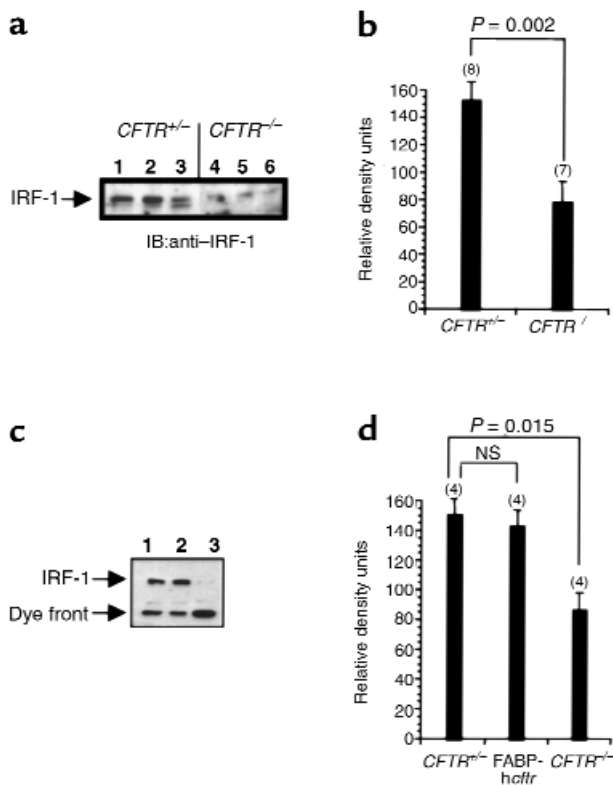 a
CFTR+/– CFTR–/–
1 2 3 4 5 6
IRF-1
IB:anti–IRF-1
b
P = 0.002
(8)
(7)
Relative density units
160
140
120
100
80
60
40
20
0
CFTR+/– CFTR /
c
1 2 3
IRF-1
Dye front
d
P = 0.015
NS
(4)
(4)
(4)
Relative density units
160
140
120
100
80
60
40
20
0
CFTR+/– FABP- CFTR–/–
hcftr